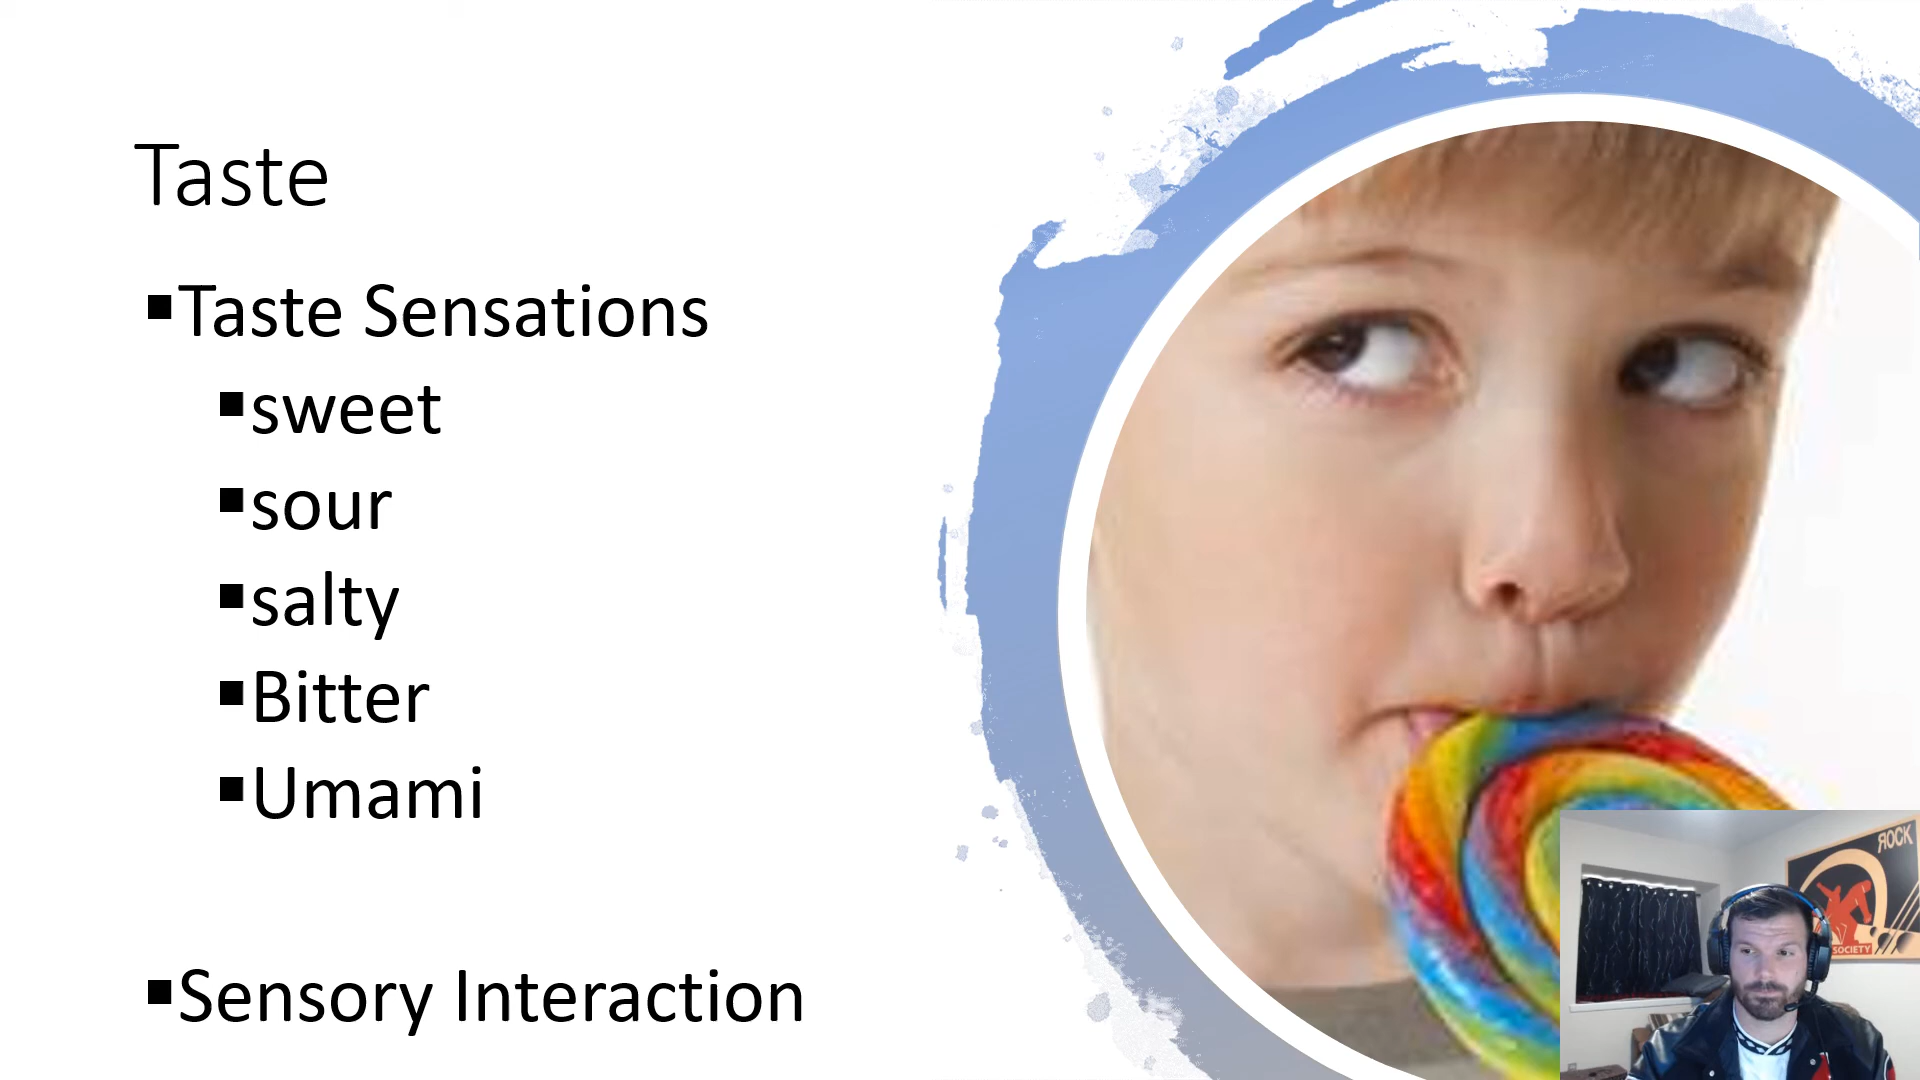 Taste
▪Taste Sensations
▪sweet
▪sour
▪salty
▪Bitter
▪Umami
▪Sensory Interaction
ROCK
SOCIETY